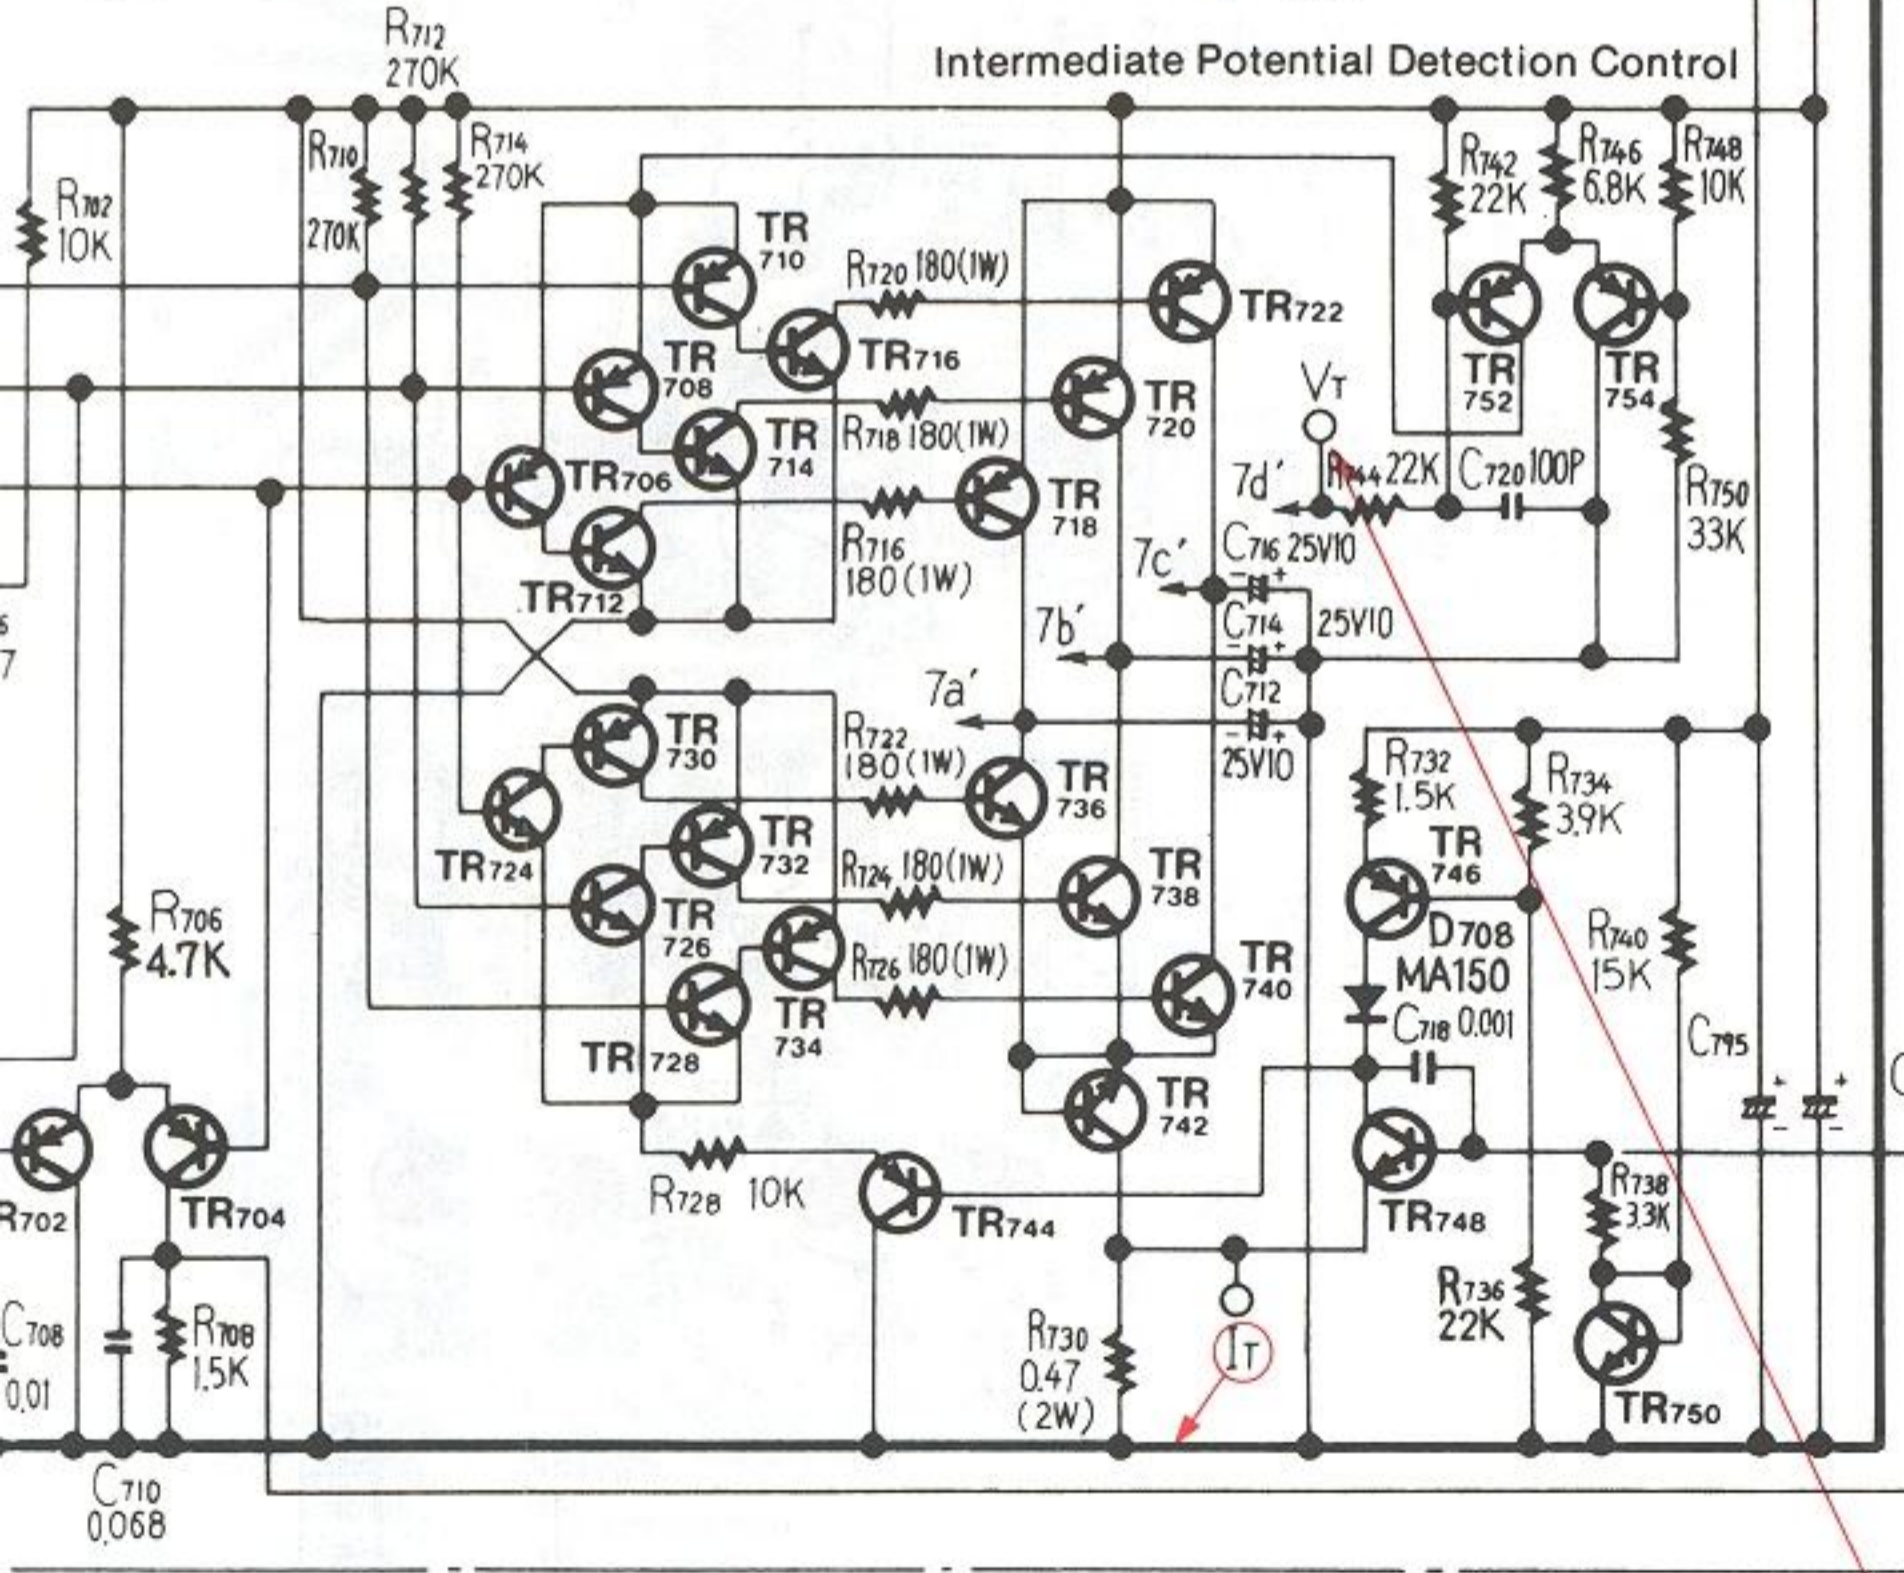 R712
270K
Intermediate Potential Detection Control
R710
270K
R714
270K
R702
10K
R742
22K
R746
6.8K
R748
10K
TR
710
R720 180(1W)
TR722
TR716
TR
708
TR
752
TR
754
VT
TR
720
R718 180(1W)
TR
714
TR706
7d'
R744 22K
C720 100P
R750
33K
TR
718
R716
180(1W)
C716 25V10
7c'
TR712
C714
25V10
7b'
C712
7a'
25V10
TR
730
R722
180(1W)
TR
736
R732
1.5K
R734
3.9K
TR
746
TR724
TR
732
R724 180(1W)
TR
738
R706
4.7K
TR
726
D708
MA150
R740
15K
R726 180(1W)
TR
740
TR
734
C718 0.001
C795
TR 728
TR
742
R728 10K
TR744
TR748
R738
3.3K
R702
TR704
R736
22K
C708
0.01
R708
1.5K
R730
0.47
(2W)
IT
TR750
C710
0.068